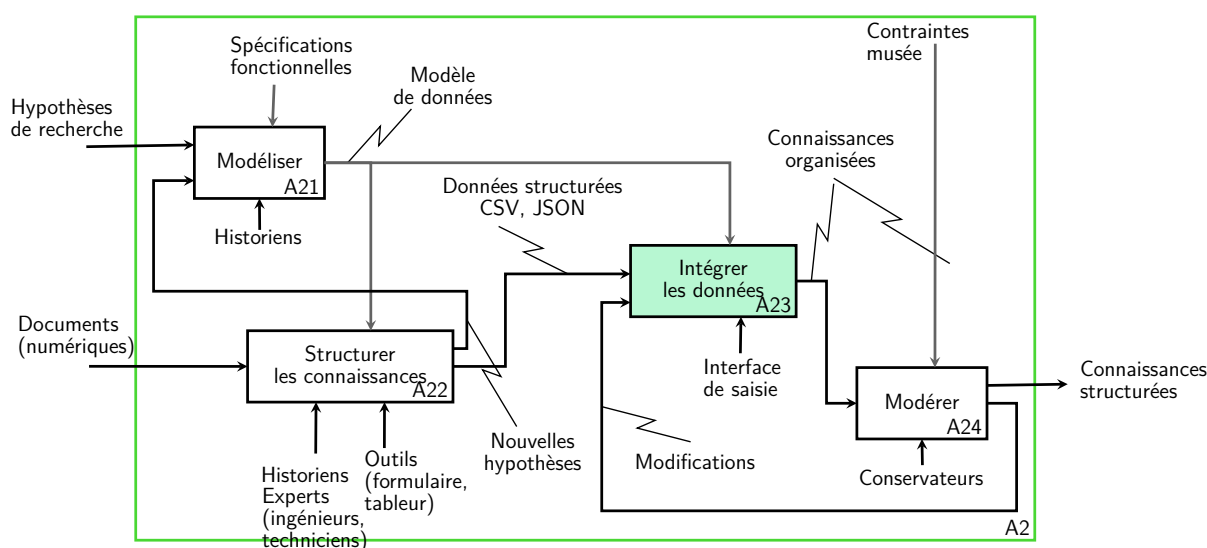 Spécifications
fonctionnelles
Contraintes
musée
Modèle
de données
Hypothèses
de recherche
Modéliser
A21
Connaissances
organisées
Données structurées
CSV, JSON
Historiens
Intégrer
les données
A23
Documents
(numériques)
Structurer
les connaissances
A22
Interface
de saisie
Connaissances
structurées
Modérer
A24
Nouvelles
hypothèses
Modifications
Outils
(formulaire,
tableur)
Historiens
Experts
(ingénieurs,
techniciens)
Conservateurs
A2